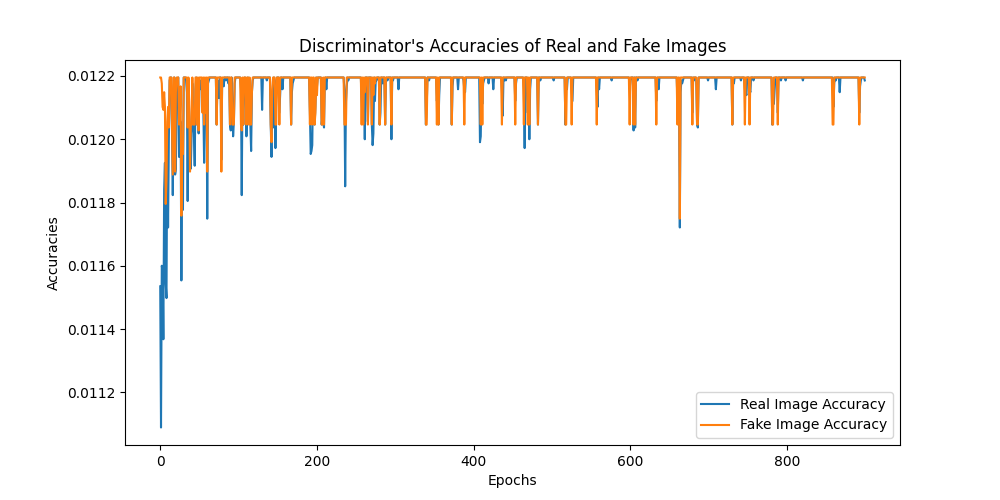 Discriminator's Accuracies of Real and Fake Images
0.0122
0.0120
0.0118
0.0116
0.0114
0.0112
Accuracies
0 200 400 600 800
Epochs
Real Image Accuracy
Fake Image Accuracy